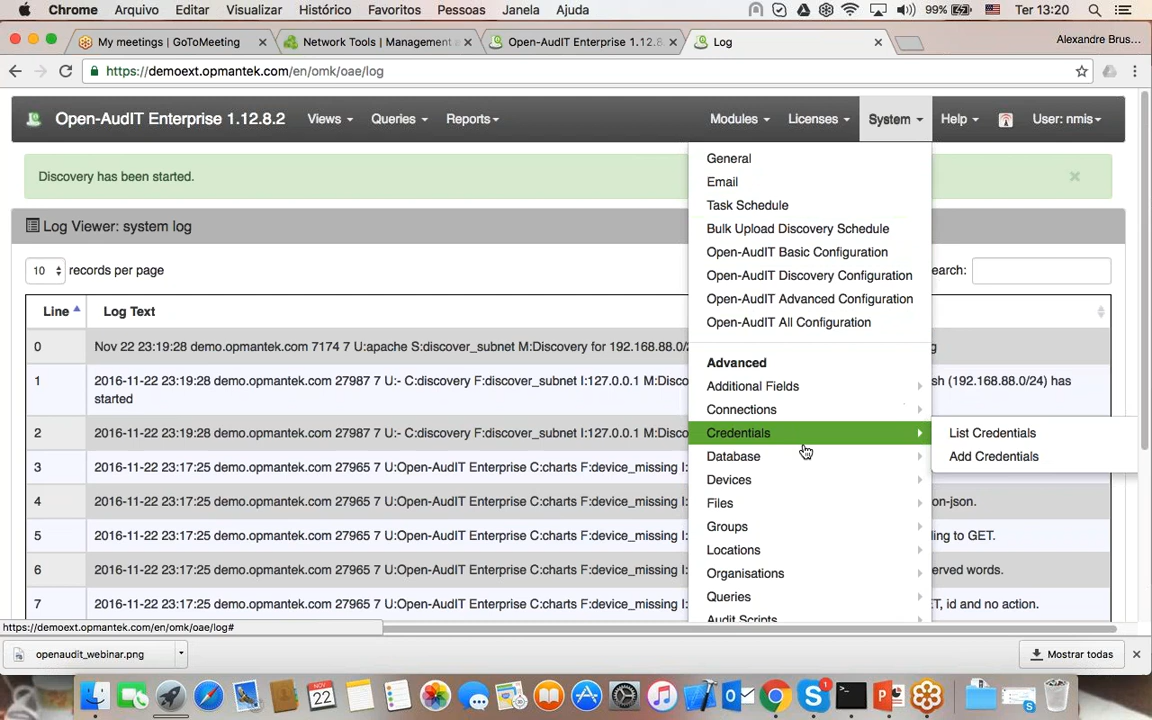 Chrome Arquivo Editar Visualizar Histórico Favoritos Pessoas Janela Ajuda 99% Ter 13:20
My meetings | GoToMeeting Network Tools | Management Open-AudIT Enterprise 1.12.8. Log Alexandre Brus...
https://demoext.opmantek.com/en/omk/oae/log
Open-AudIT Enterprise 1.12.8.2 Views Queries Reports Modules Licenses System Help User: nmis
Discovery has been started. ×
Log Viewer: system log
10 records per page earch:
Line Log Text
0 Nov 22 23:19:28 demo.opmantek.com 7174 7 U:apache S:discover_subnet M:Discovery for 192.168.88.0/ g
1 2016-11-22 23:19:28 demo.opmantek.com 27987 7 U:- C:discovery F:discover_subnet I:127.0.0.1 M:Disco sh (192.168.88.0/24) has
started
2 2016-11-22 23:19:28 demo.opmantek.com 27987 7 U:- C:discovery F:discover_subnet I:127.0.0.1 M:Disco
3 2016-11-22 23:17:25 demo.opmantek.com 27965 7 U:Open-AudIT Enterprise C:charts F:device_missing I:
4 2016-11-22 23:17:25 demo.opmantek.com 27965 7 U:Open-AudIT Enterprise C:charts F:device_missing I: on-json.
5 2016-11-22 23:17:25 demo.opmantek.com 27965 7 U:Open-AudIT Enterprise C:charts F:device_missing I: ing to GET.
6 2016-11-22 23:17:25 demo.opmantek.com 27965 7 U:Open-AudIT Enterprise C:charts F:device_missing I: erved words.
7 2016-11-22 23:17:25 demo.opmantek.com 27965 7 U:Open-AudIT Enterprise C:charts F:device_missing I: T, id and no action.
General
Email
Task Schedule
Bulk Upload Discovery Schedule
Open-AudIT Basic Configuration
Open-AudIT Discovery Configuration
Open-AudIT Advanced Configuration
Open-AudIT All Configuration
Advanced
Additional Fields
Connections
Credentials
Database
Devices
Files
Groups
Locations
Organisations
Queries
Audit Scripts
List Credentials
Add Credentials
https://demoext.opmantek.com/en/omk/oae/log#
openaudit_webinar.png Mostrar todas
NOV
22
1